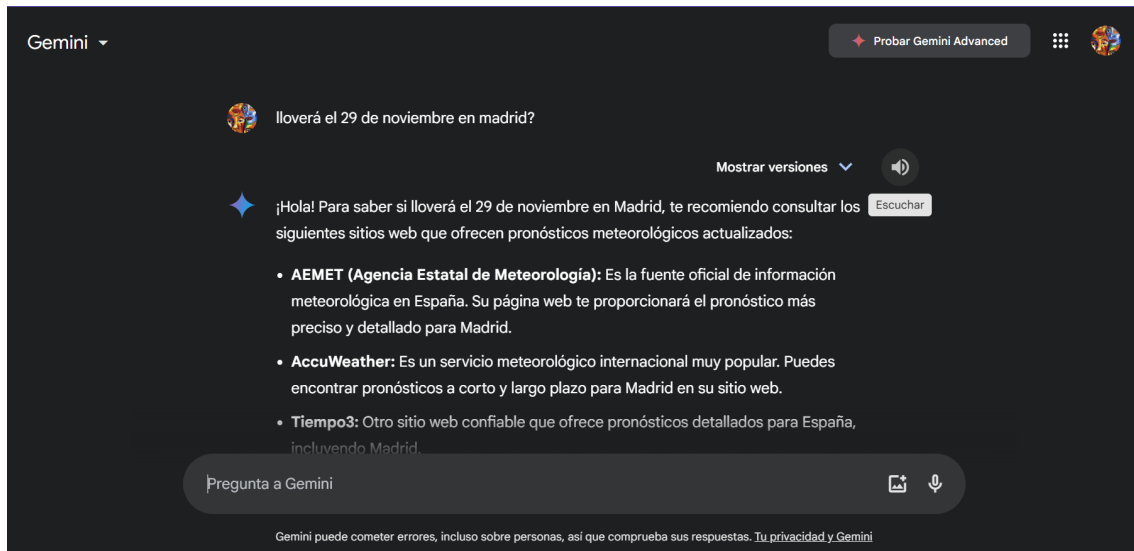 Gemini
Probar Gemini Advanced
lloverá el 29 de noviembre en madrid?
Mostrar versiones
Escuchar
¡Hola! Para saber si lloverá el 29 de noviembre en Madrid, te recomiendo consultar los
siguientes sitios web que ofrecen pronósticos meteorológicos actualizados:
• AEMET (Agencia Estatal de Meteorología): Es la fuente oficial de información
meteorológica en España. Su página web te proporcionará el pronóstico más
preciso y detallado para Madrid.
• AccuWeather: Es un servicio meteorológico internacional muy popular. Puedes
encontrar pronósticos a corto y largo plazo para Madrid en su sitio web.
• Tiempo3: Otro sitio web confiable que ofrece pronósticos detallados para España,
incluyendo Madrid.
Pregunta a Gemini
Gemini puede cometer errores, incluso sobre personas, así que comprueba sus respuestas. Tu privacidad y Gemini